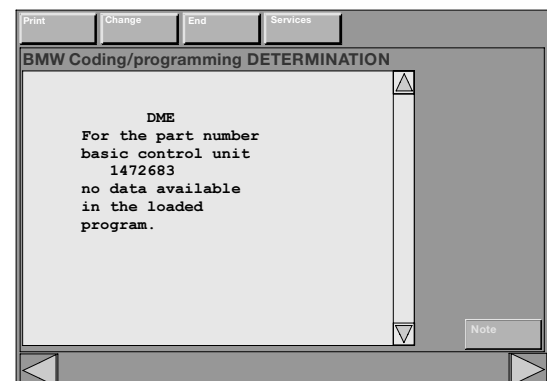 Print Change End Services
BMW Coding/programming DETERMINATION
DME
For the part number
basic control unit
1472683
no data available
in the loaded
program.
Note